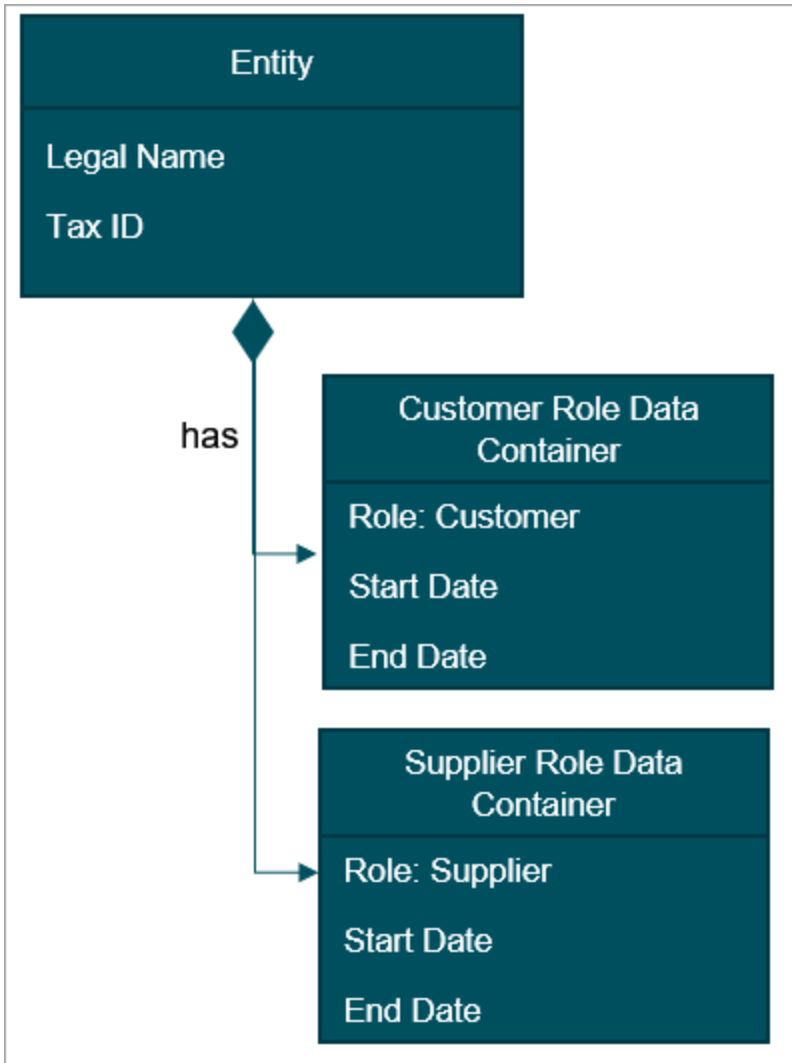 Entity
Legal Name
Tax ID
has
Customer Role Data
Container
Role: Customer
Start Date
End Date
Supplier Role Data
Container
Role: Supplier
Start Date
End Date